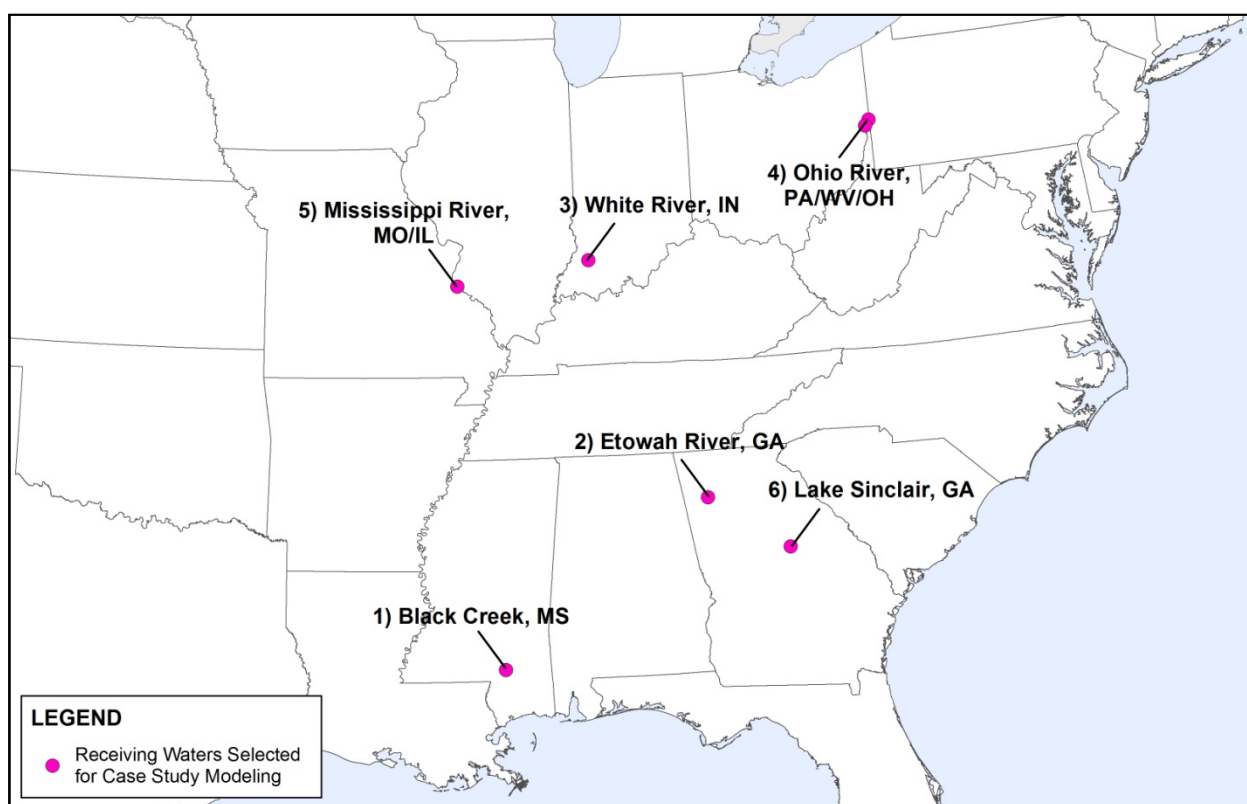 4) Ohio River,
PA/WV/OH
3) White River, IN
5) Mississippi River,
MO/IL
2) Etowah River, GA
6) Lake Sinclair, GA
1) Black Creek, MS
LEGEND
Receiving Waters Selected
for Case Study Modeling